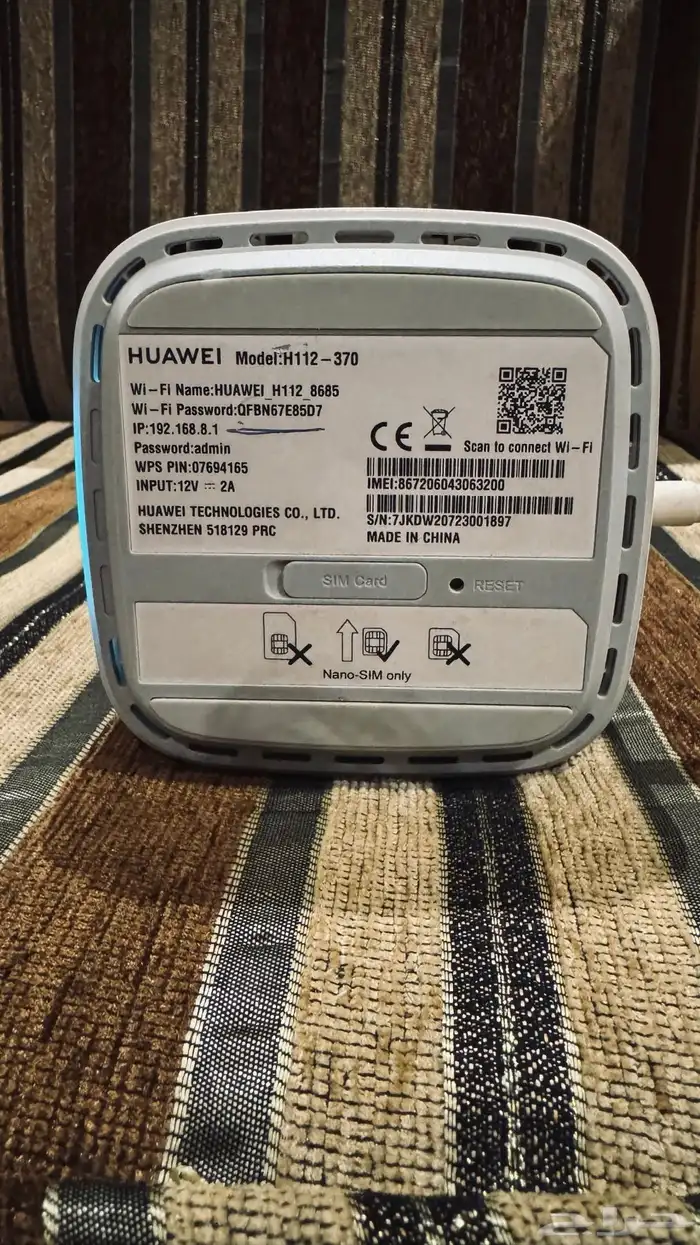 HUAWEI Model:H112-370
Wi-Fi Name:HUAWEI_H112_8685
Wi-Fi Password:QFBN67E85D7
IP:192.168.8.1
Password:admin
WPS PIN:07694165
INPUT:12V ⎓ 2A
HUAWEI TECHNOLOGIES CO., LTD.
SHENZHEN 518129 PRC
CE
Scan to connect Wi-Fi
IMEI:867206043063200
S/N:7JKDW20723001897
MADE IN CHINA
SIM Card
RESET
Nano-SIM only
حراج